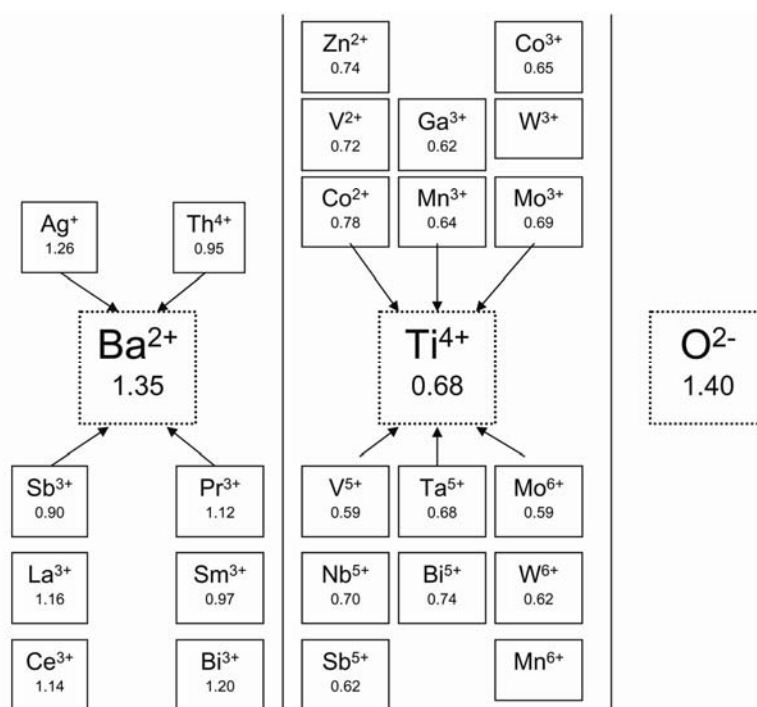 Zn²⁺
0.74
Co³⁺
0.65
V²⁺
0.72
Ga³⁺
0.62
W³⁺
Co²⁺
0.78
Mn³⁺
0.64
Mo³⁺
0.69
Ag⁺
1.26
Th⁴⁺
0.95
Ba²⁺
1.35
Ti⁴⁺
0.68
O²⁻
1.40
Sb³⁺
0.90
Pr³⁺
1.12
V⁵⁺
0.59
Ta⁵⁺
0.68
Mo⁶⁺
0.59
La³⁺
1.16
Sm³⁺
0.97
Nb⁵⁺
0.70
Bi⁵⁺
0.74
W⁶⁺
0.62
Ce³⁺
1.14
Bi³⁺
1.20
Sb⁵⁺
0.62
Mn⁶⁺